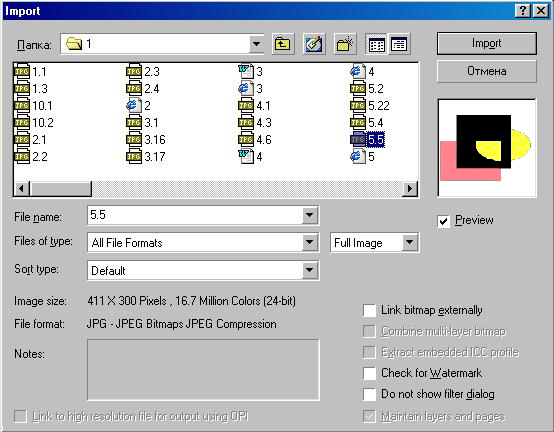 Import
Папка: 1
Import
Отмена
1.1 2.3 3 4
1.3 2.4 3 5.2
10.1 2 4.1 5.22
10.2 3.1 4.3 5.4
2.1 3.16 4.6 5.5
2.2 3.17 4 5
File name: 5.5
Preview
Files of type: All File Formats Full Image
Sort type: Default
Image size: 411 X 300 Pixels , 16.7 Million Colors (24-bit)
Link bitmap externally
File format: JPG - JPEG Bitmaps JPEG Compression
Combine multi-layer bitmap
Notes:
Extract embedded ICC profile
Check for Watermark
Do not show filter dialog
Link to high resolution file for output using OPI
Maintain layers and pages